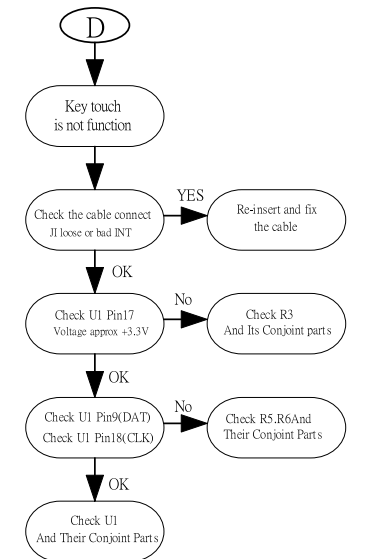 D
Key touch
is not function
Check the cable connect
JI loose or bad INT
YES
Re-insert and fix
the cable
OK
Check U1 Pin17
Voltage approx +3.3V
No
Check R3
And Its Conjoint parts
OK
Check U1 Pin9(DAT)
Check U1 Pin18(CLK)
No
Check R5.R6And
Their Conjoint Parts
OK
Check U1
And Their Conjoint Parts